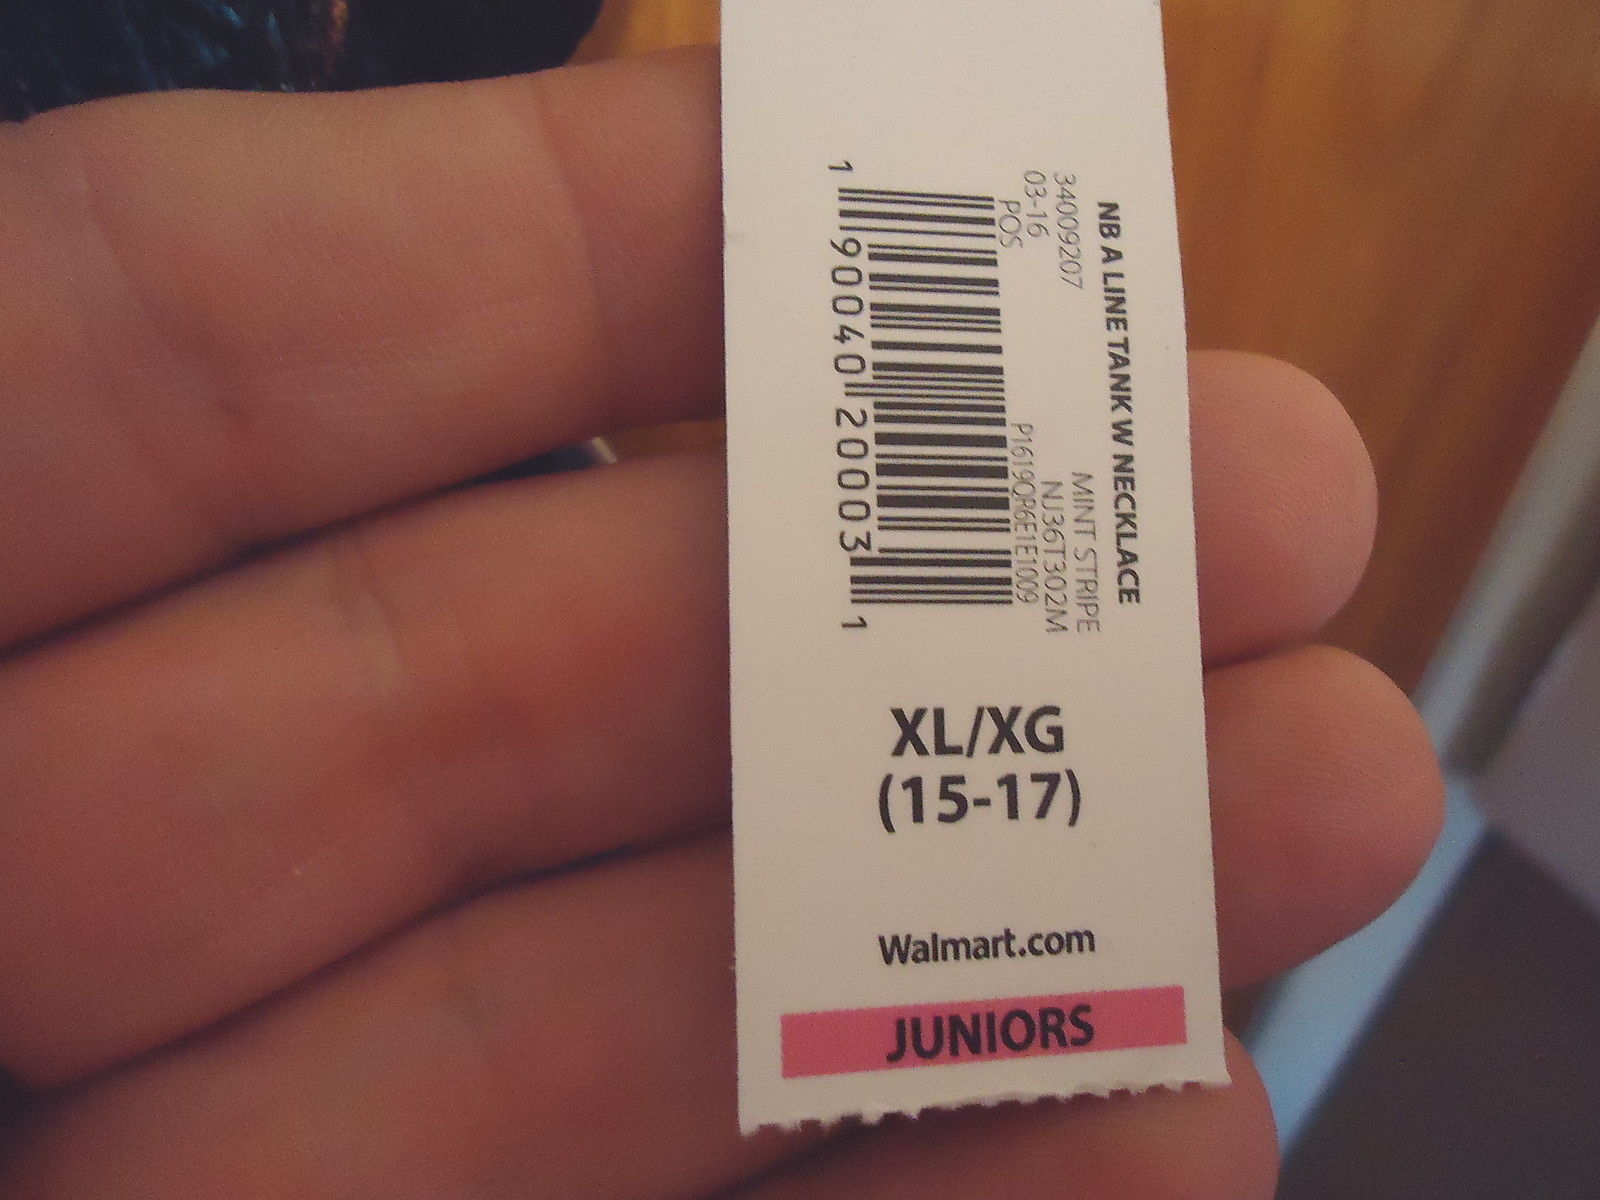 NB A LINE TANK W NECKLACE
34009207 MINT STRIPE
03-16 NJ36T302M
POS P1619QR6E1E1009
1 90040 20003 1
XL/XG
(15-17)
Walmart.com
JUNIORS